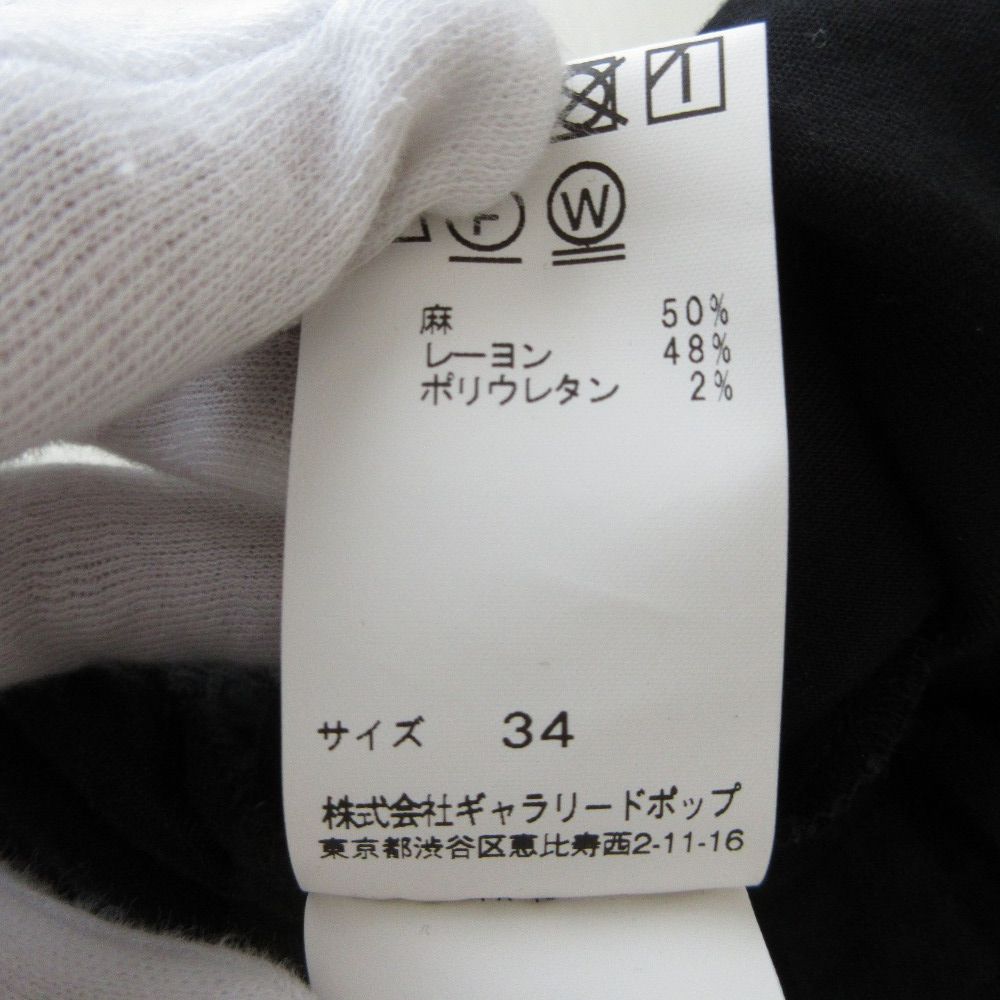 F W
麻 50%
レーヨン 48%
ポリウレタン 2%
サイズ 34
株式会社ギャラリードポップ
東京都渋谷区恵比寿西2-11-16